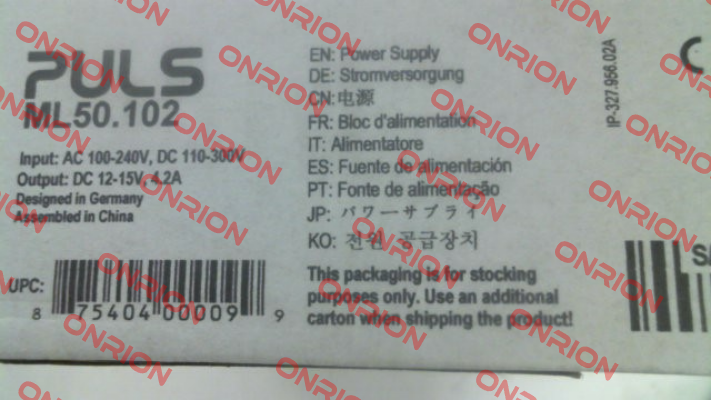 PULS
ML50.102
Input: AC 100-240V, DC 110-300V
Output: DC 12-15V, 4.2A
Designed in Germany
Assembled in China
UPC:
8 75404 00009 9
EN: Power Supply
DE: Stromversorgung
CN:电源
FR: Bloc d'alimentation
IT: Alimentatore
ES: Fuente de alimentación
PT: Fonte de alimentação
JP: パワーサプライ
KO: 전원 공급장치
This packaging is for stocking
purposes only. Use an additional
carton when shipping the product!
IP-327.956.02A
ONRION